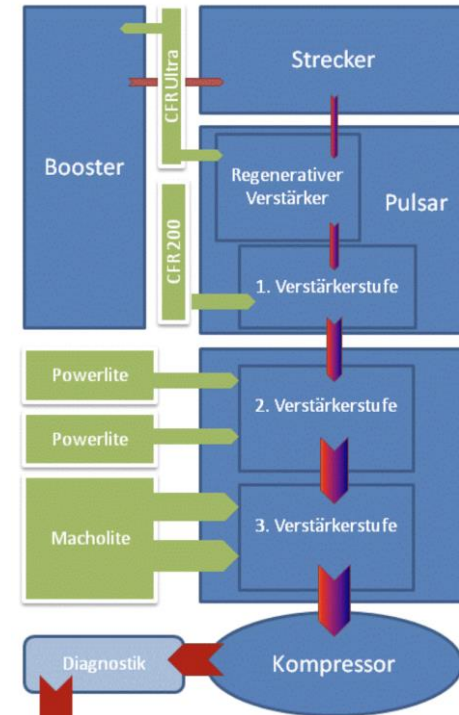 Booster
CFR Ultra
Strecker
Regenerativer
Verstärker
Pulsar
CFR 200
1. Verstärkerstufe
Powerlite
2. Verstärkerstufe
Powerlite
Macholite
3. Verstärkerstufe
Diagnostik
Kompressor